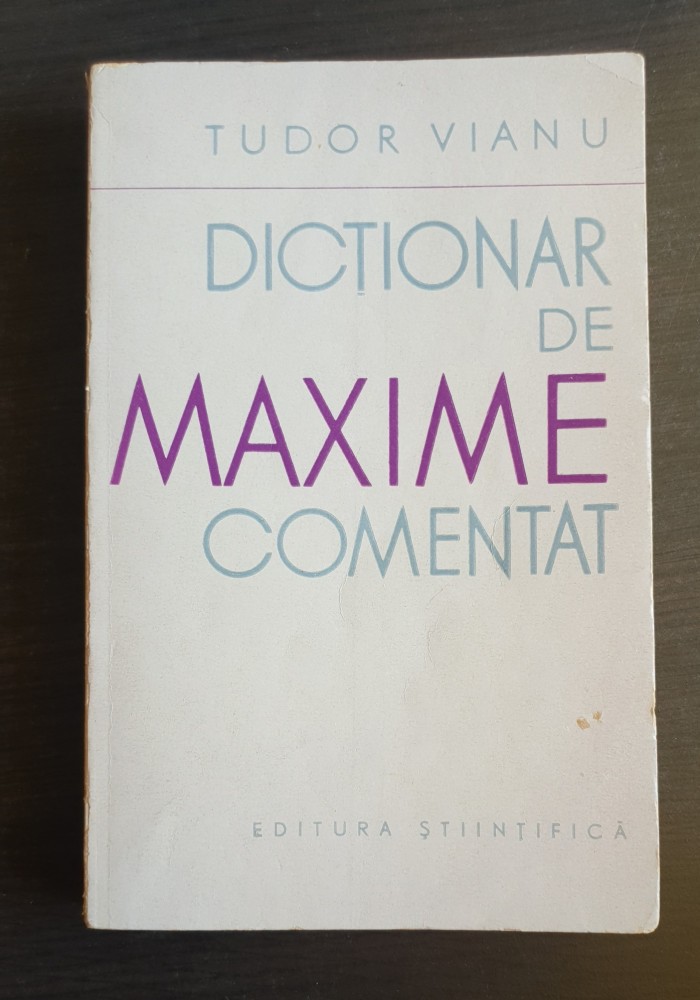 TUDOR VIANU
DICȚIONAR
DE
MAXIME
COMENTAT
EDITURA ȘTIINȚIFICĂ